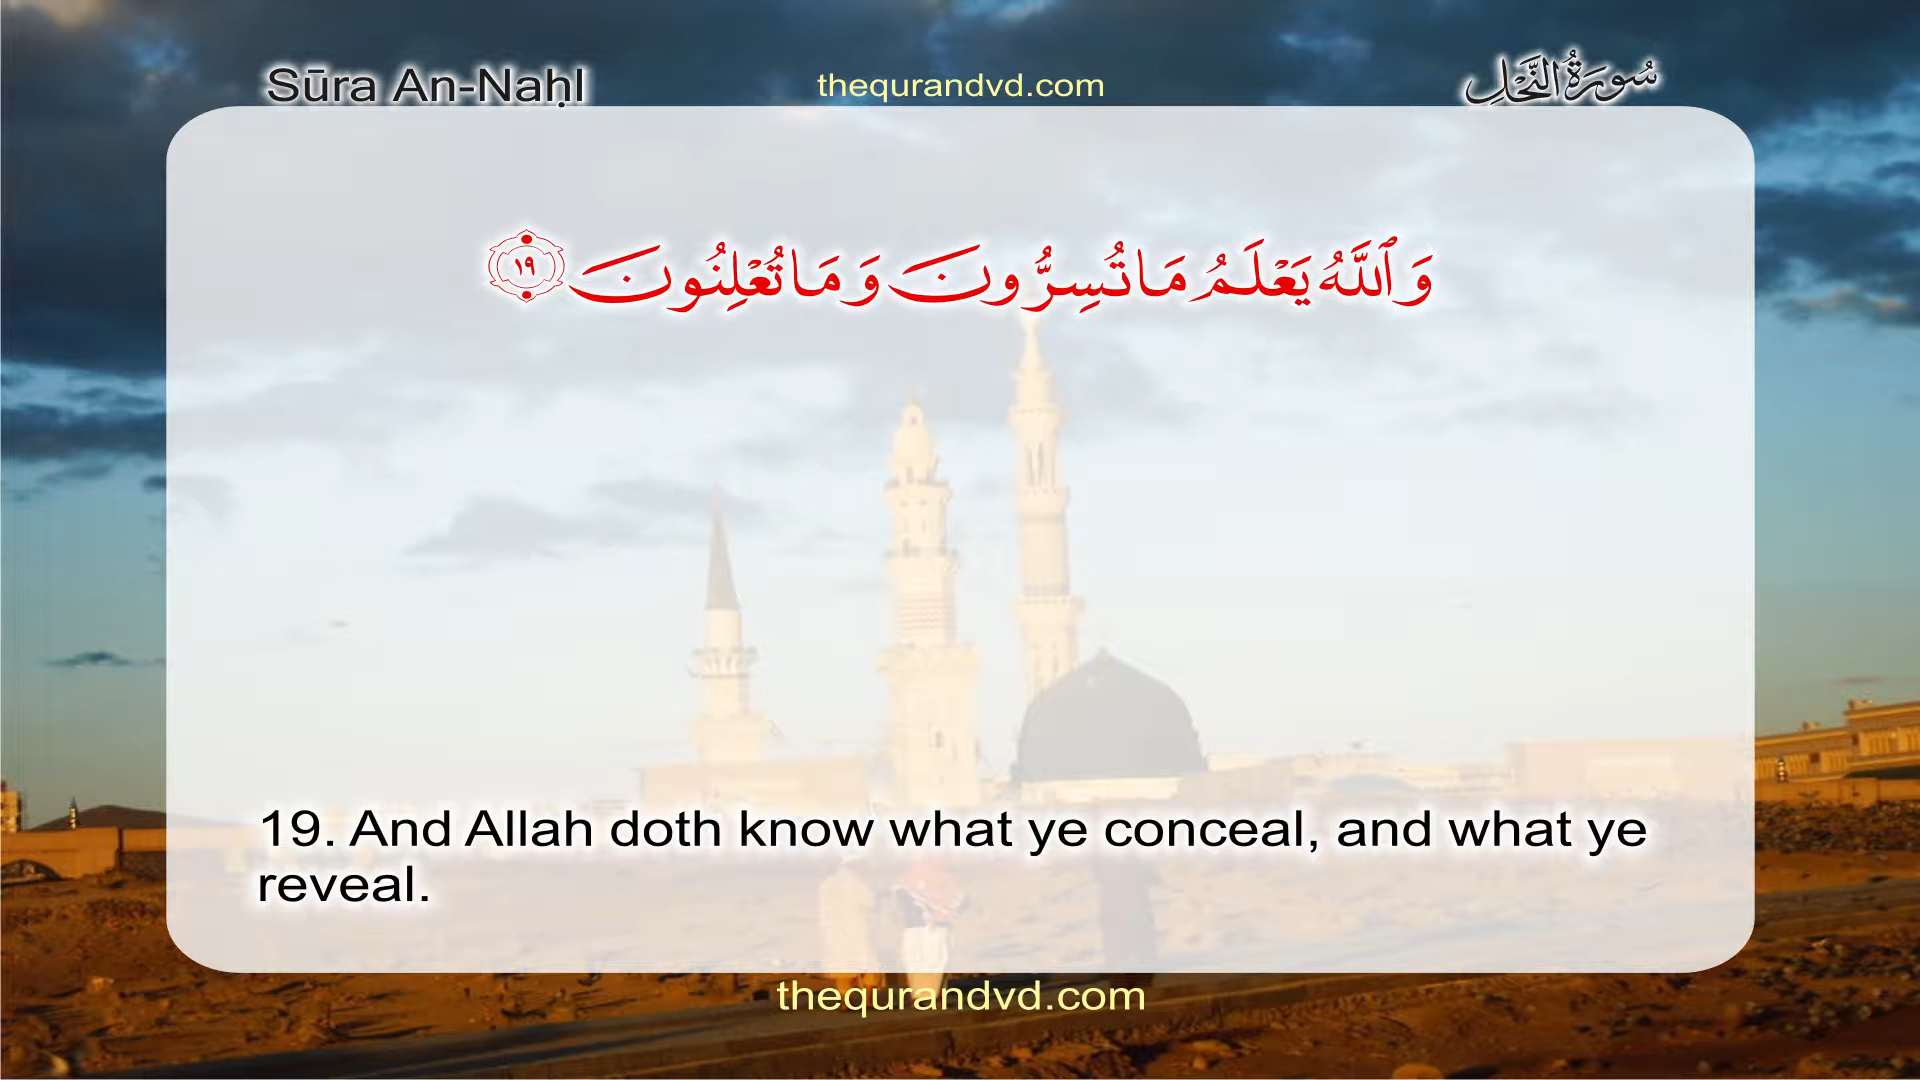 Sūra An-Naḥl
thequrandvd.com
سُورَةُ النَّحْلِ
وَٱللَّهُ يَعْلَمُ مَا تُسِرُّونَ وَمَا تُعْلِنُونَ ١٩
19. And Allah doth know what ye conceal, and what ye
reveal.
thequrandvd.com